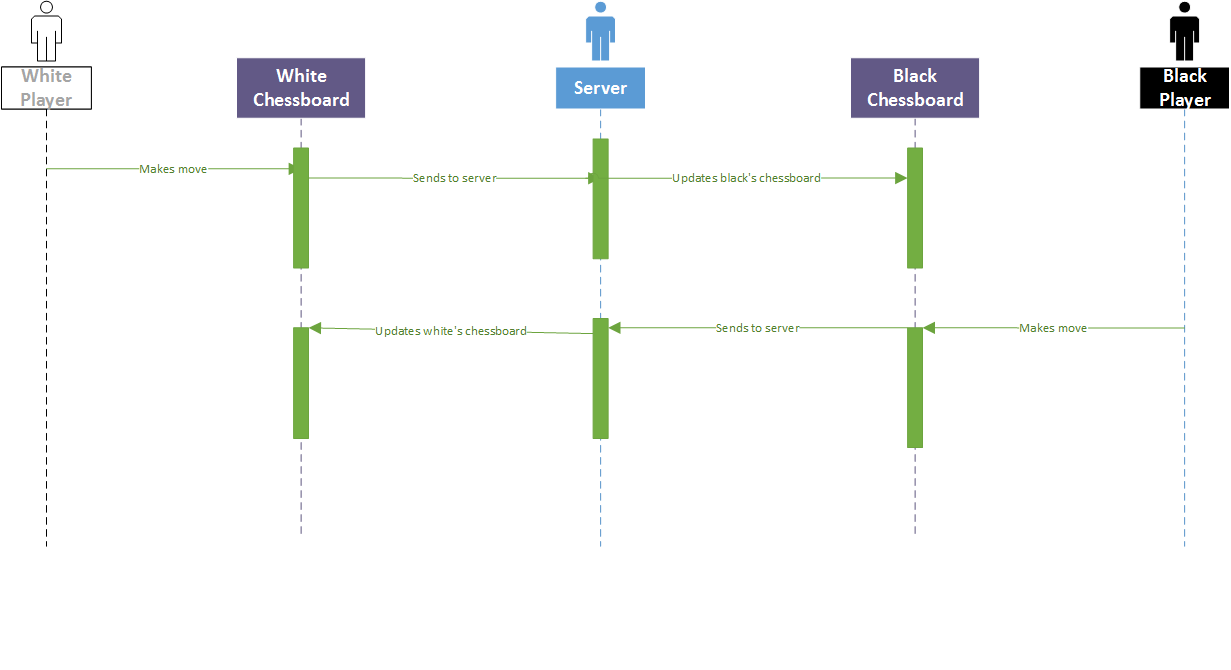 White
Player
White
Chessboard
Server
Black
Chessboard
Black
Player
Makes move
Sends to server
Updates black's chessboard
Updates white's chessboard
Sends to server
Makes move